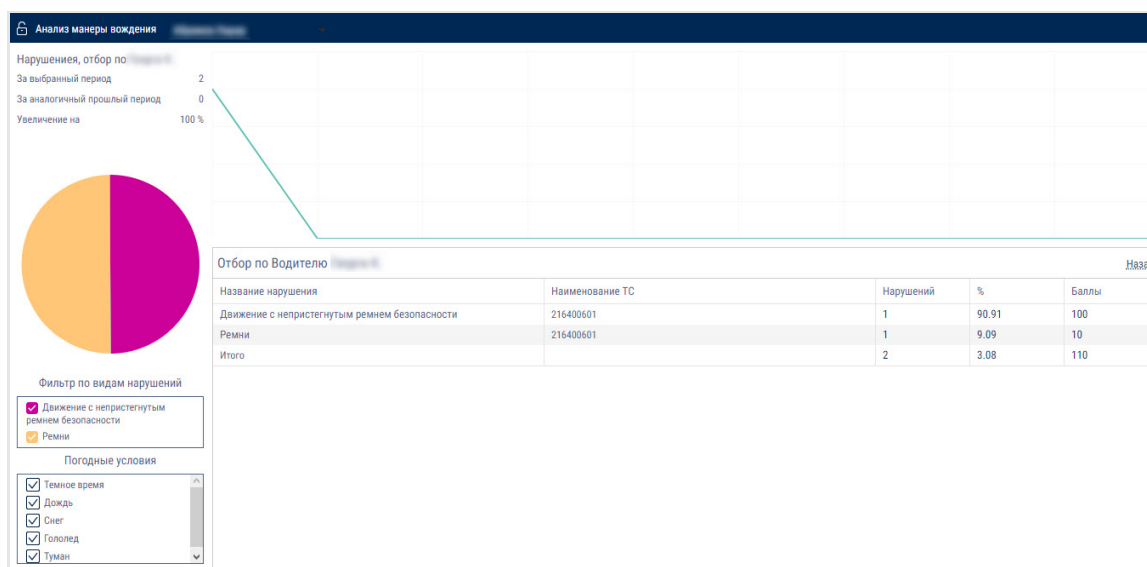 Анализ манеры вождения
Нарушениея, отбор по
За выбранный период 2
За аналогичный прошлый период 0
Увеличение на 100 %
Фильтр по видам нарушений
Движение с непристегнутым
ремнем безопасности
Ремни
Погодные условия
Темное время
Дождь
Снег
Гололед
Туман
Отбор по Водителю
Наза
Название нарушения Наименование ТС Нарушений % Баллы
Движение с непристегнутым ремнем безопасности 216400601 1 90.91 100
Ремни 216400601 1 9.09 10
Итого 2 3.08 110